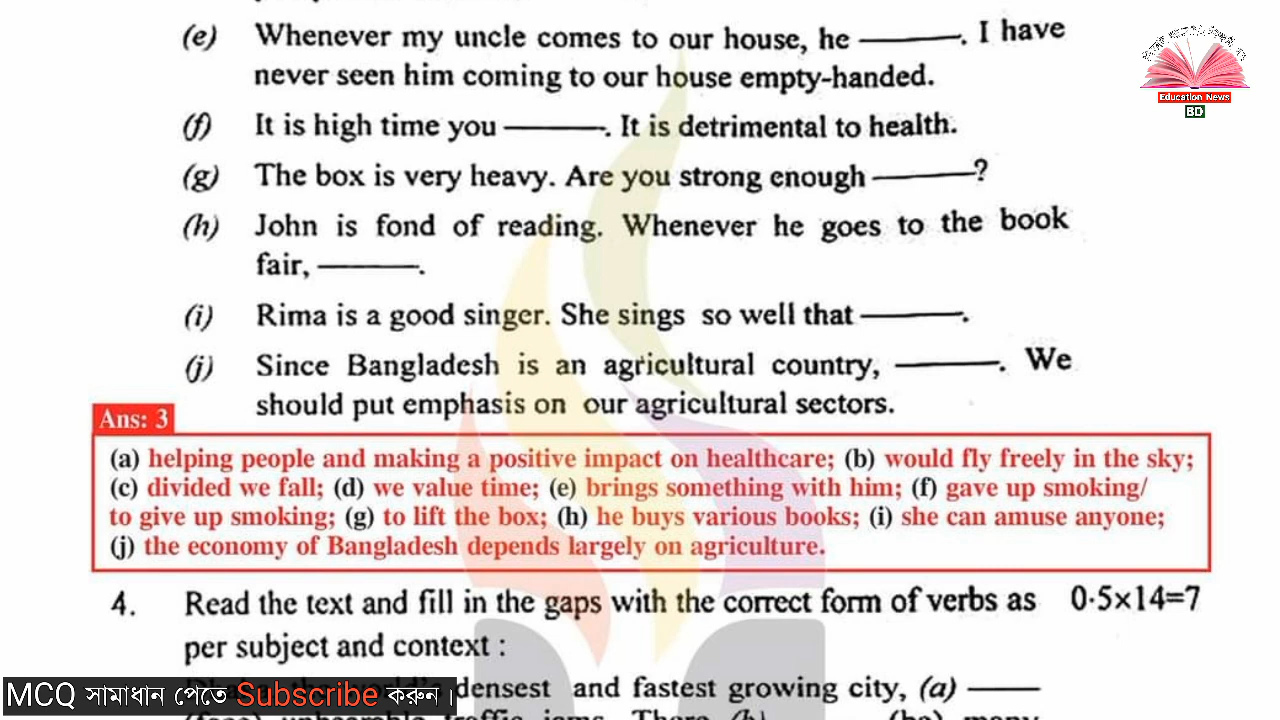 (e) Whenever my uncle comes to our house, he ———. I have
never seen him coming to our house empty-handed.
Education News
BD
(f) It is high time you ———. It is detrimental to health.
(g) The box is very heavy. Are you strong enough ———?
(h) John is fond of reading. Whenever he goes to the book
fair, ———.
(i) Rima is a good singer. She sings so well that ———.
(j) Since Bangladesh is an agricultural country, ———. We
should put emphasis on our agricultural sectors.
Ans: 3
(a) helping people and making a positive impact on healthcare; (b) would fly freely in the sky;
(c) divided we fall; (d) we value time; (e) brings something with him; (f) gave up smoking/
to give up smoking; (g) to lift the box; (h) he buys various books; (i) she can amuse anyone;
(j) the economy of Bangladesh depends largely on agriculture.
4. Read the text and fill in the gaps with the correct form of verbs as 0·5×14=7
per subject and context :
densest and fastest growing city, (a) ———
MCQ সামাধান পেতে Subscribe করুন।